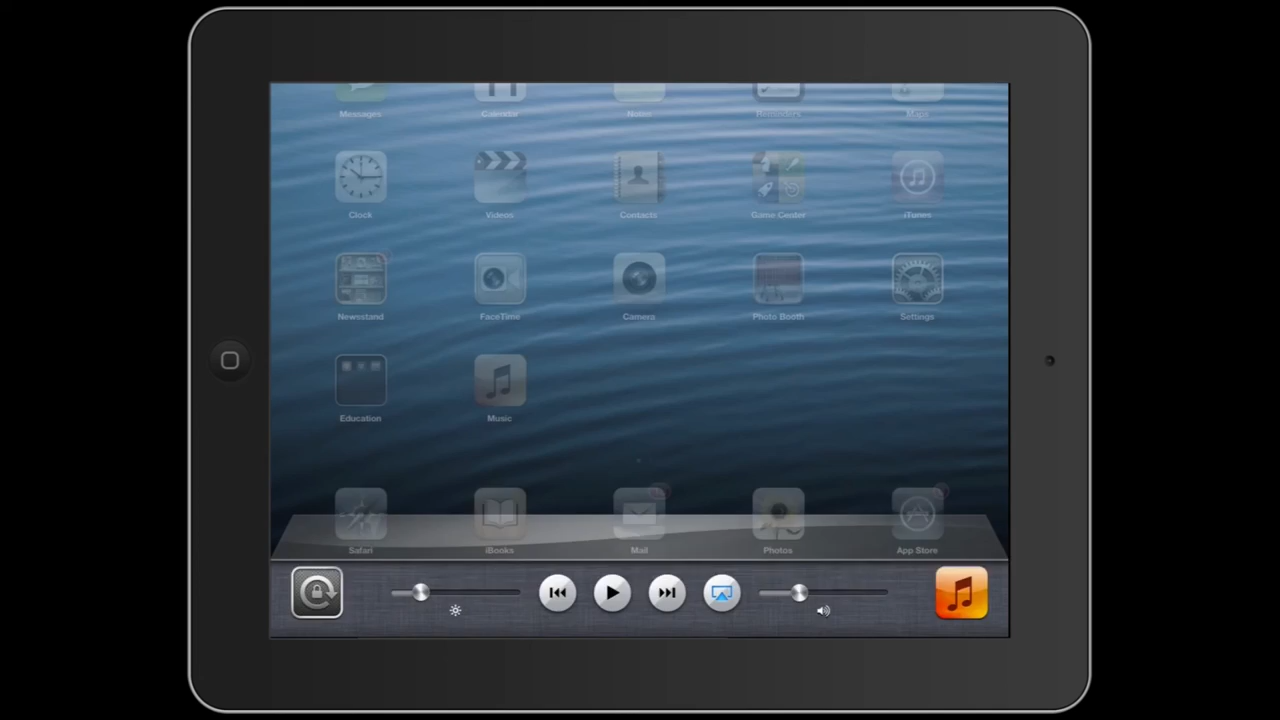 Messages Calendar Notes Reminders Maps
Clock Videos Contacts Game Center iTunes
Newsstand FaceTime Camera Photo Booth Settings
Education Music
Safari iBooks Mail Photos App Store